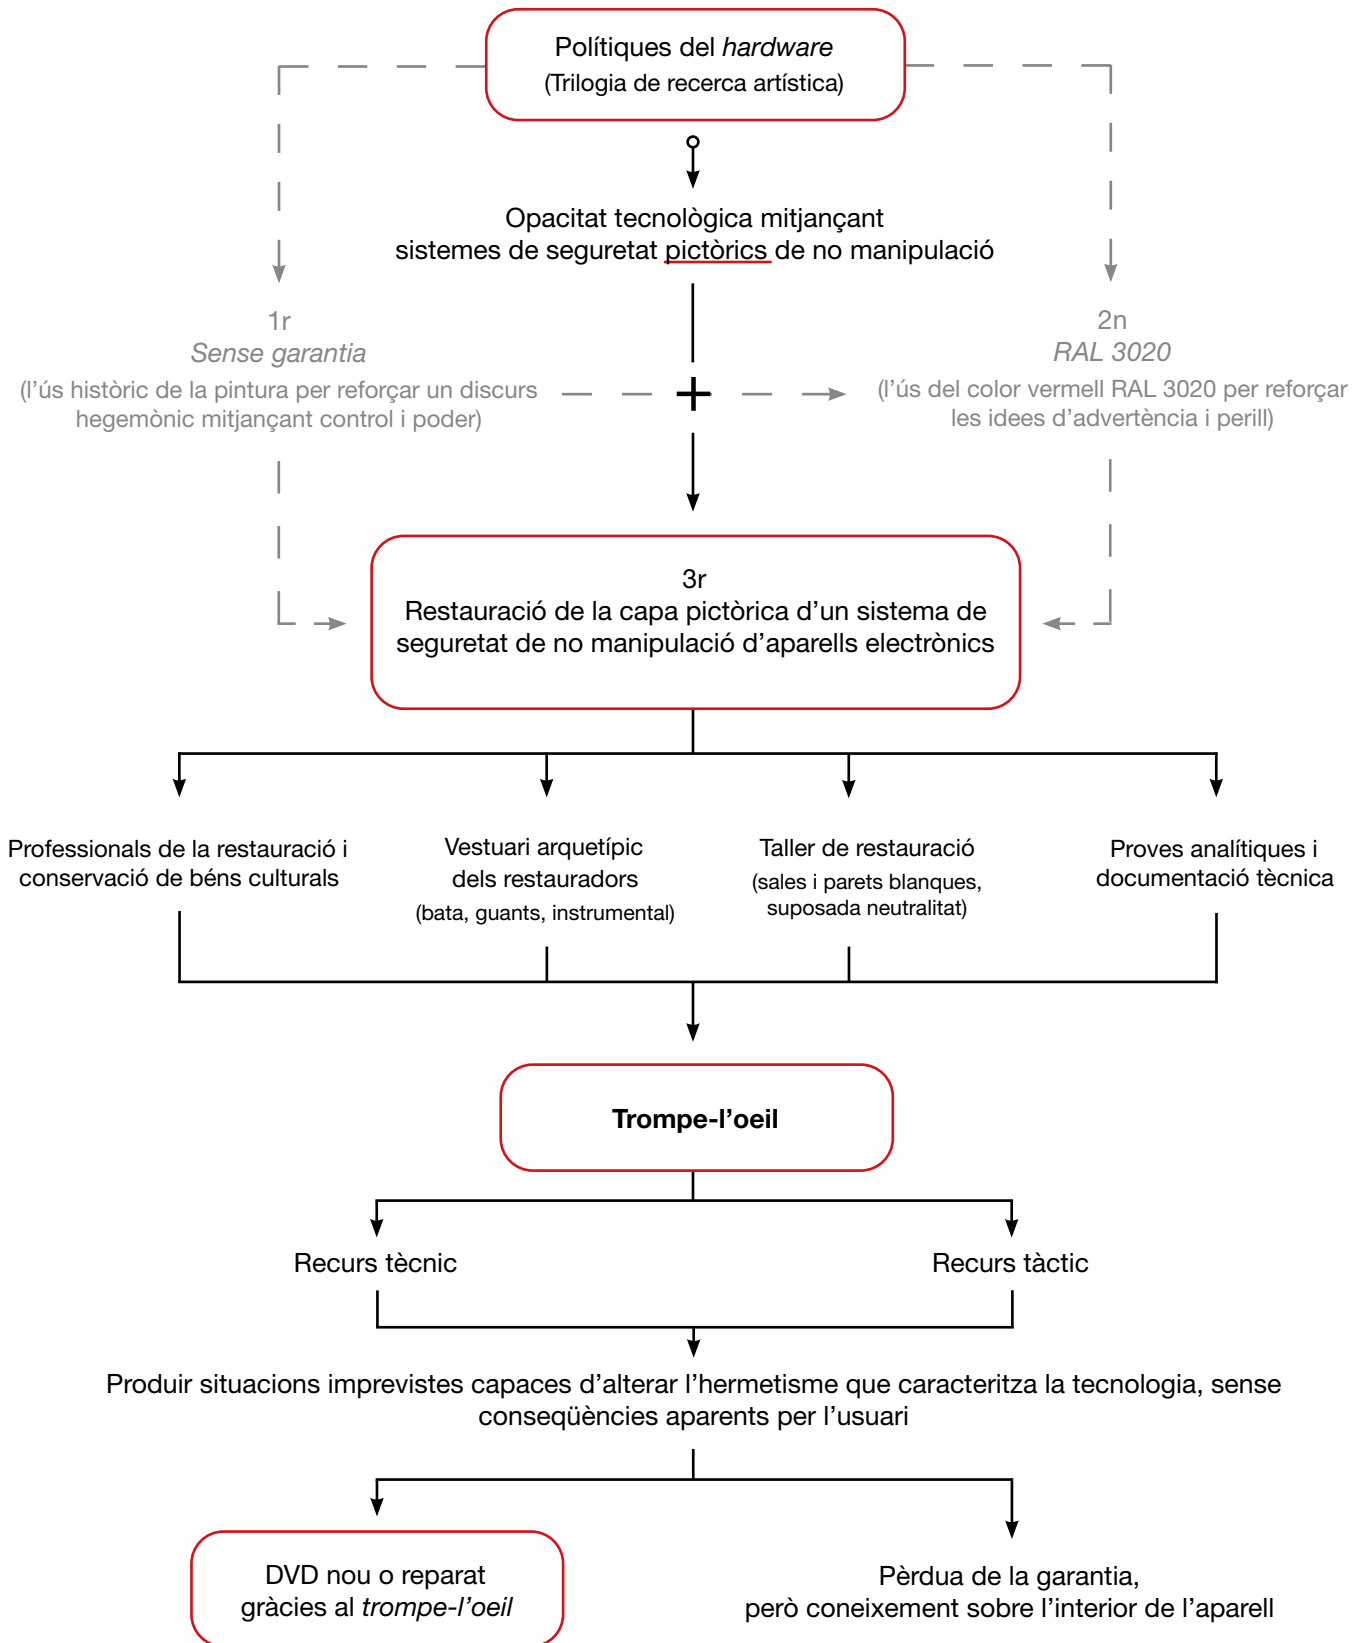 Polítiques del hardware
(Trilogia de recerca artística)
Opacitat tecnològica mitjançant
sistemes de seguretat pictòrics de no manipulació
1r
Sense garantia
(l’ús històric de la pintura per reforçar un discurs
hegemònic mitjançant control i poder)
2n
RAL 3020
(l’ús del color vermell RAL 3020 per reforçar
les idees d’advertència i perill)
3r
Restauració de la capa pictòrica d’un sistema de
seguretat de no manipulació d’aparells electrònics
Professionals de la restauració i
conservació de béns culturals
Vestuari arquetípic
dels restauradors
(bata, guants, instrumental)
Taller de restauració
(sales i parets blanques,
suposada neutralitat)
Proves analítiques i
documentació tècnica
Trompe-l’oeil
Recurs tècnic
Recurs tàctic
Produir situacions imprevistes capaces d’alterar l’hermetisme que caracteritza la tecnologia, sense
conseqüències aparents per l’usuari
DVD nou o reparat
gràcies al trompe-l’oeil
Pèrdua de la garantia,
però coneixement sobre l’interior de l’aparell